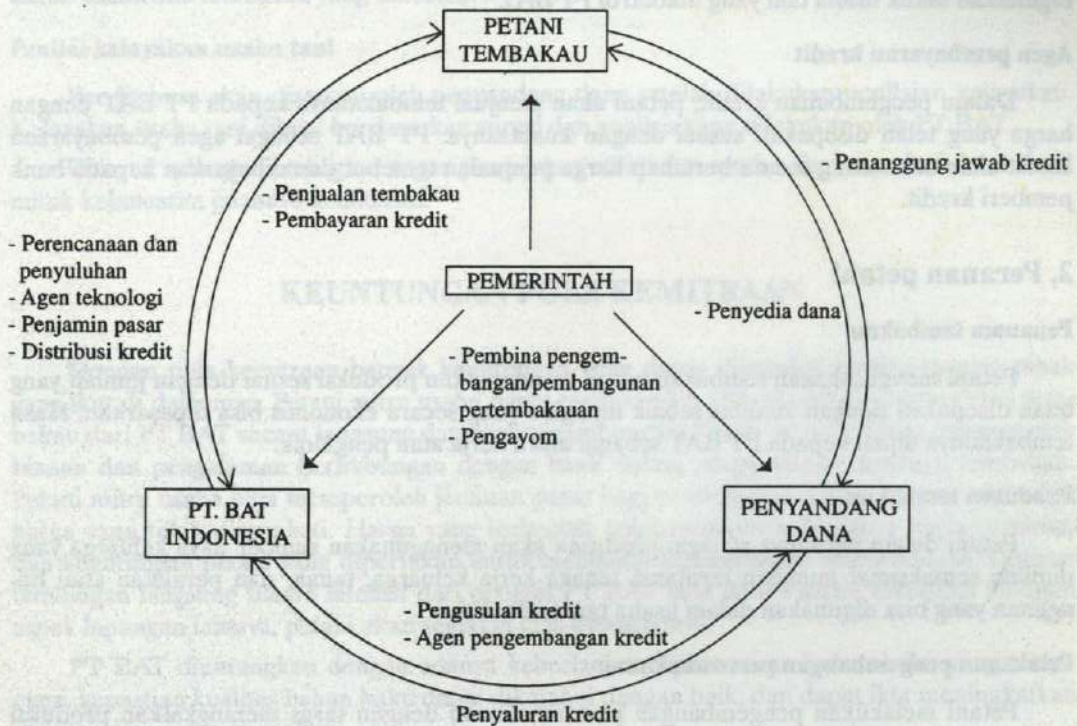 PETANI
TEMBAKAU
- Penanggung jawab kredit
- Penjualan tembakau
- Pembayaran kredit
- Perencanaan dan
penyuluhan
- Agen teknologi
- Penjamin pasar
- Distribusi kredit
PEMERINTAH
- Penyedia dana
- Pembina pengem-
bangan/pembangunan
pertembakauan
- Pengayom
PT. BAT
INDONESIA
PENYANDANG
DANA
- Pengusulan kredit
- Agen pengembangan kredit
Penyaluran kredit